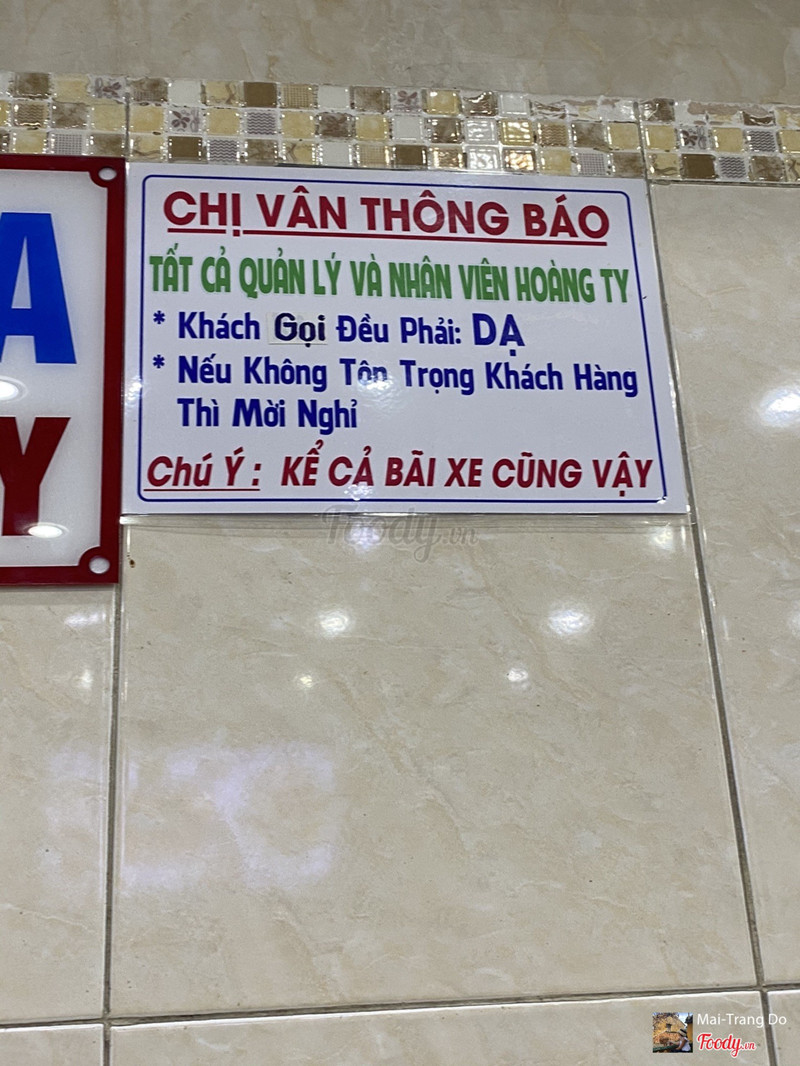 CHỊ VÂN THÔNG BÁO
TẤT CẢ QUẢN LÝ VÀ NHÂN VIÊN HOÀNG TY
* Khách Gọi Đều Phải: DẠ
* Nếu Không Tôn Trọng Khách Hàng
Thì Mời Nghỉ
Chú Ý : KỂ CẢ BÃI XE CŨNG VẬY
A
Y
Foody.vn
Mai-Trang Do
Foody.vn